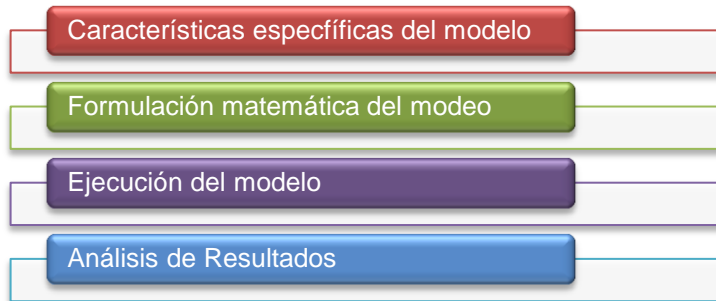 Características especfíficas del modelo
Formulación matemática del modeo
Ejecución del modelo
Análisis de Resultados